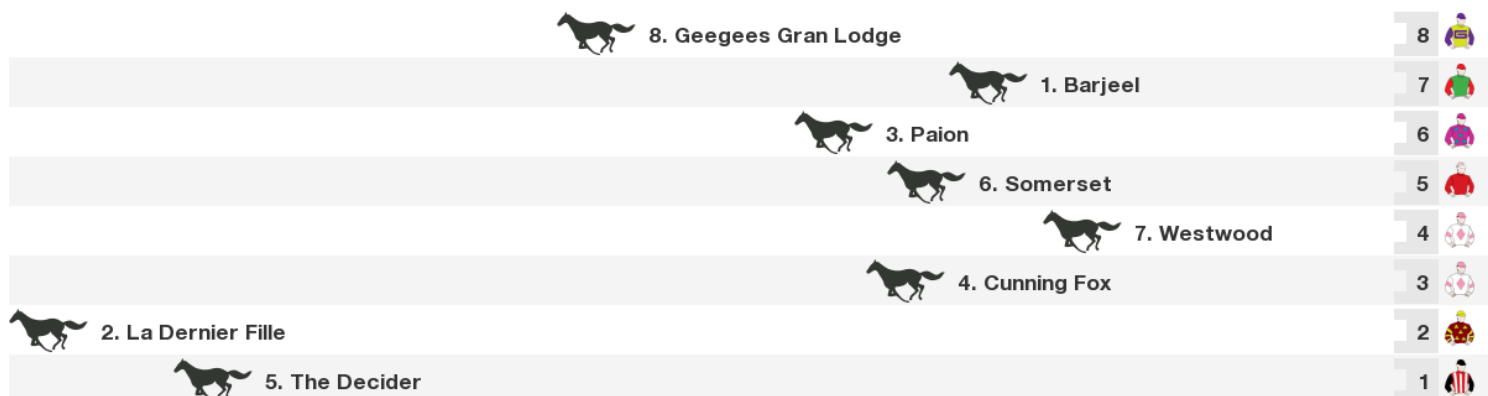 8. Geegees Gran Lodge 8
1. Barjeel 7
3. Paion 6
6. Somerset 5
7. Westwood 4
4. Cunning Fox 3
2. La Dernier Fille 2
5. The Decider 1